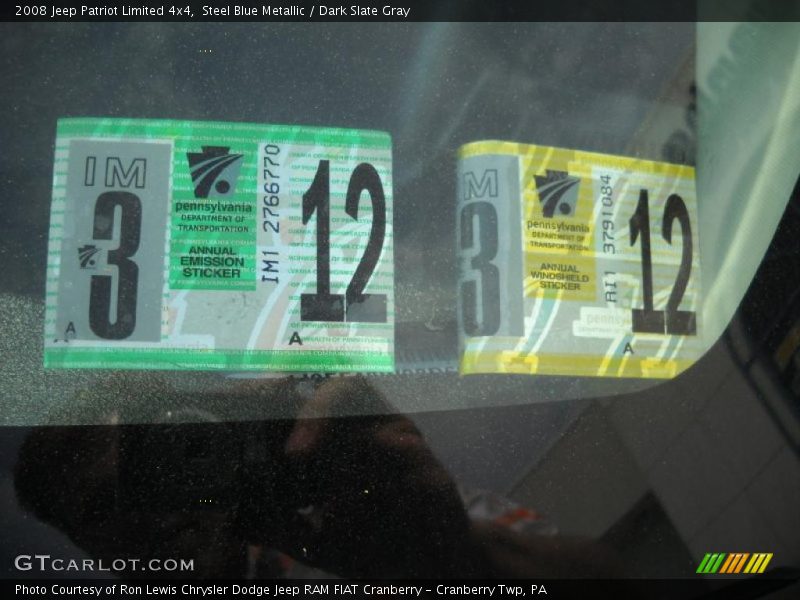 2008 Jeep Patriot Limited 4x4, Steel Blue Metallic / Dark Slate Gray
IM
3
A
pennsylvania
DEPARTMENT OF
TRANSPORTATION
ANNUAL
EMISSION
STICKER
IM1 2766770
12
A
IM
3
pennsylvania
DEPARTMENT OF
TRANSPORTATION
ANNUAL
WINDSHIELD
STICKER
AI1 3791084
12
A
GTCARLOT.COM
Photo Courtesy of Ron Lewis Chrysler Dodge Jeep RAM FIAT Cranberry - Cranberry Twp, PA